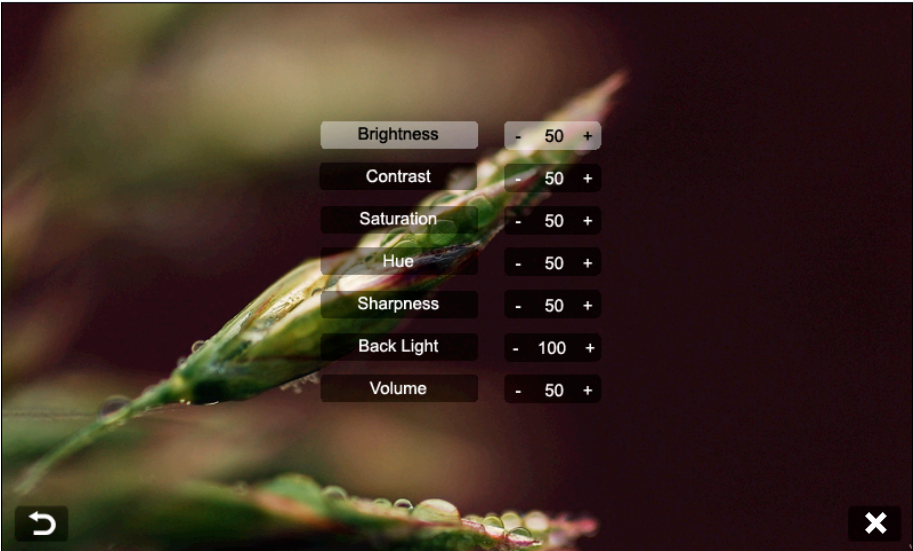 Brightness - 50 +
Contrast - 50 +
Saturation - 50 +
Hue - 50 +
Sharpness - 50 +
Back Light - 100 +
Volume - 50 +